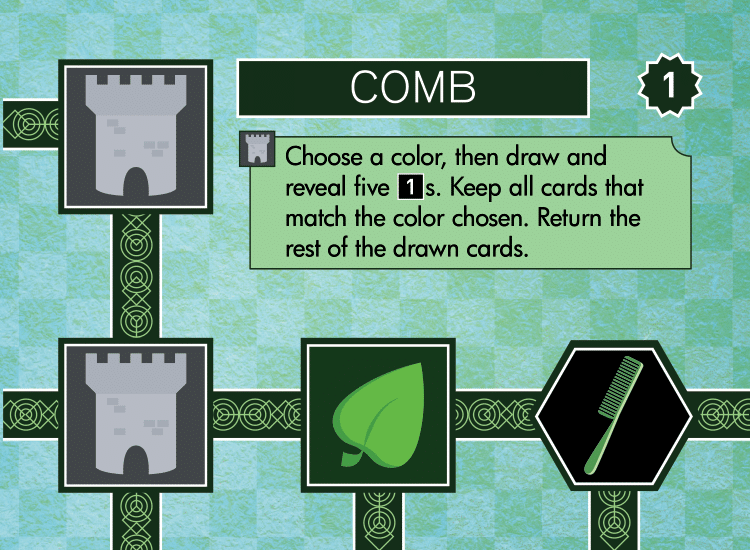 COMB
1
Choose a color, then draw and
reveal five 1s. Keep all cards that
match the color chosen. Return the
rest of the drawn cards.